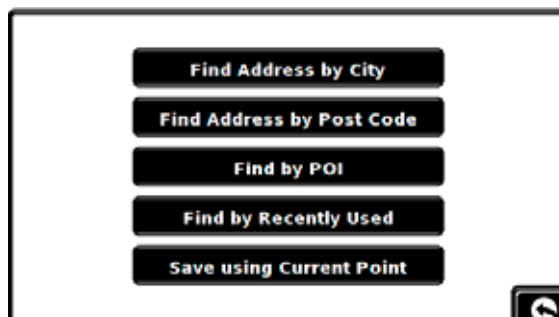 Find Address by City
Find Address by Post Code
Find by POI
Find by Recently Used
Save using Current Point